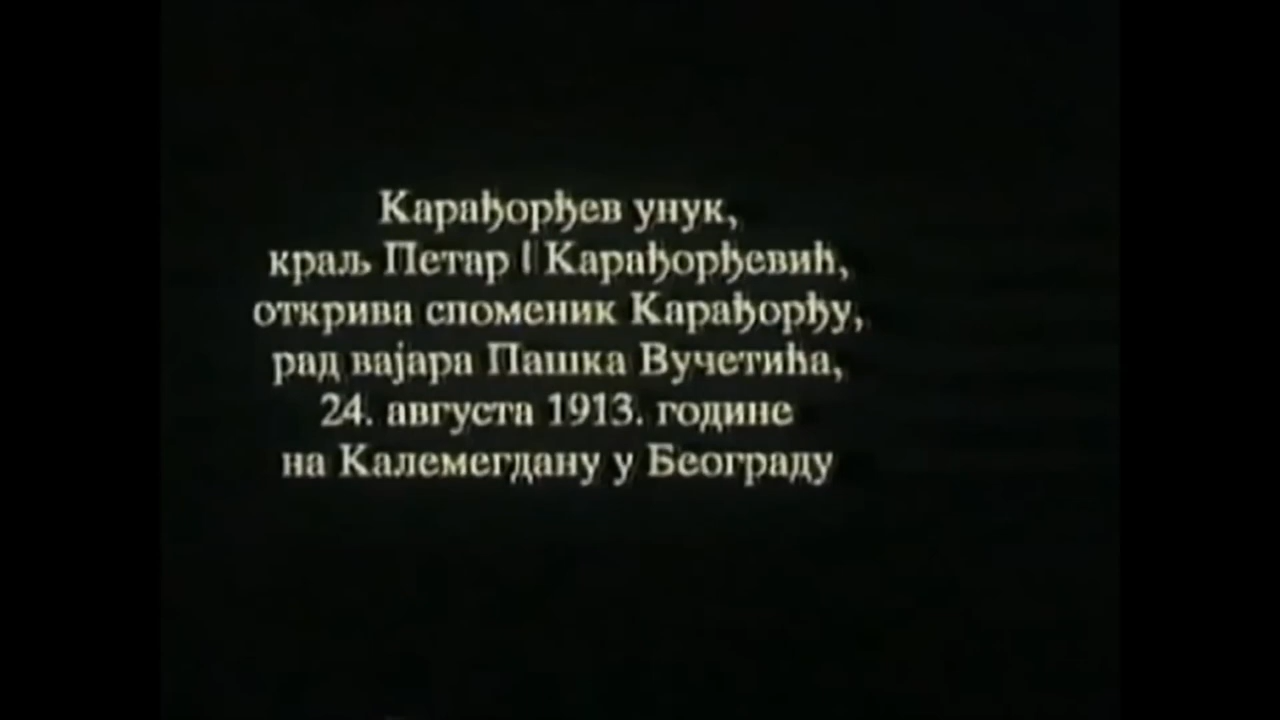 Карађорђев унук,
краљ Петар I Карађорђевић,
открива споменик Карађорђу,
рад вајара Пашка Вучетића,
24. августа 1913. године
на Калемегдану у Београду